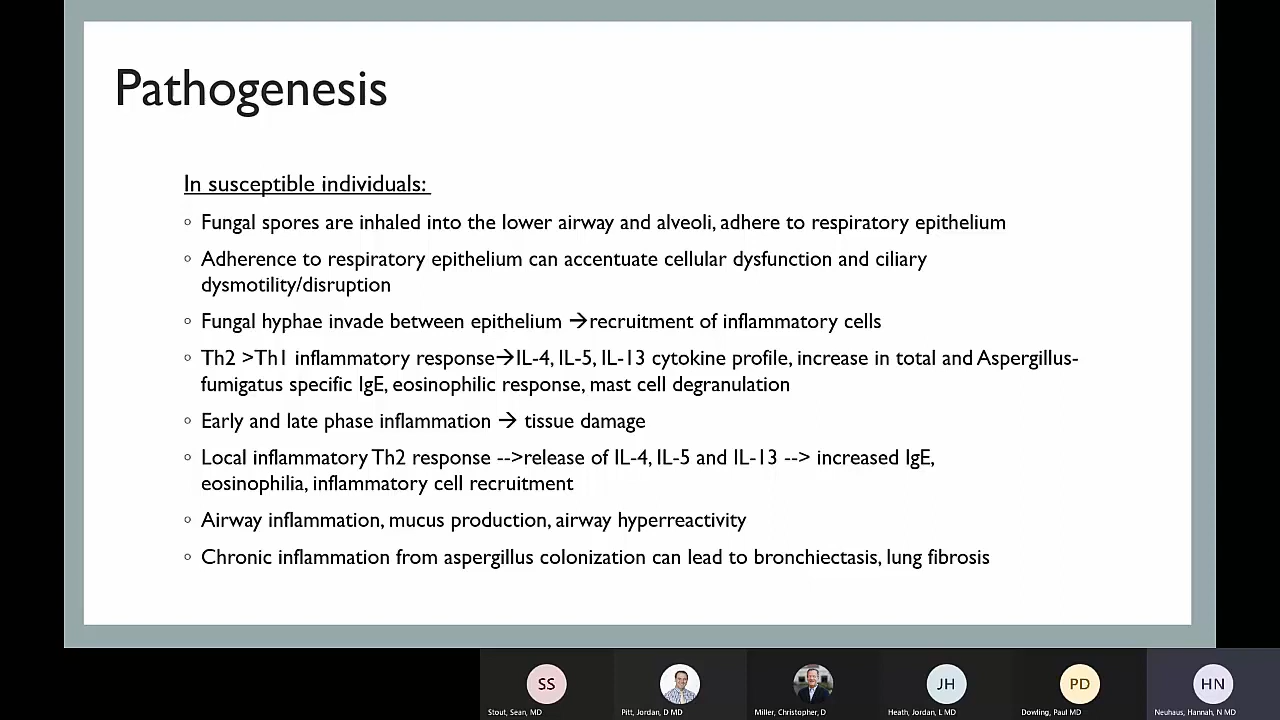 Pathogenesis
In susceptible individuals:
Fungal spores are inhaled into the lower airway and alveoli, adhere to respiratory epithelium
Adherence to respiratory epithelium can accentuate cellular dysfunction and ciliary
dysmotility/disruption
Fungal hyphae invade between epithelium →recruitment of inflammatory cells
Th2 >Th1 inflammatory response→IL-4, IL-5, IL-13 cytokine profile, increase in total and Aspergillus-
fumigatus specific IgE, eosinophilic response, mast cell degranulation
Early and late phase inflammation → tissue damage
Local inflammatory Th2 response -->release of IL-4, IL-5 and IL-13 --> increased IgE,
eosinophilia, inflammatory cell recruitment
Airway inflammation, mucus production, airway hyperreactivity
Chronic inflammation from aspergillus colonization can lead to bronchiectasis, lung fibrosis
SS JH PD HN
Stout, Sean, MD Pitt, Jordan, D MD Miller, Christopher, D Heath, Jordan, L MD Dowling, Paul MD Neuhaus, Hannah, N MD